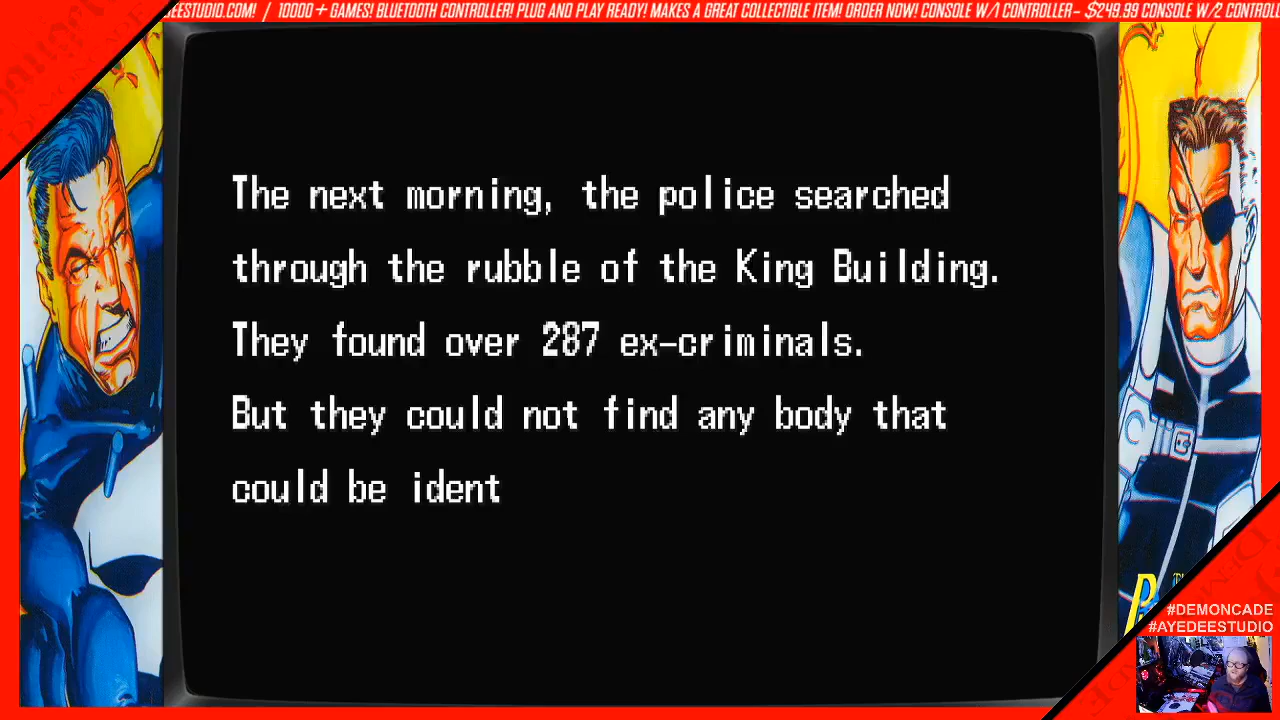 EESTUDIO.COM! / 10000+ GAMES! BLUETOOTH CONTROLLER! PLUG AND PLAY READY! MAKES A GREAT COLLECTIBLE ITEM! ORDER NOW! CONSOLE W/1 CONTROLLER- $249.99 CONSOLE W/2 CONTROL
The next morning, the police searched
through the rubble of the King Building.
They found over 287 ex-criminals.
But they could not find any body that
could be ident
#DEMONCADE
#AYEDEESTUDIO